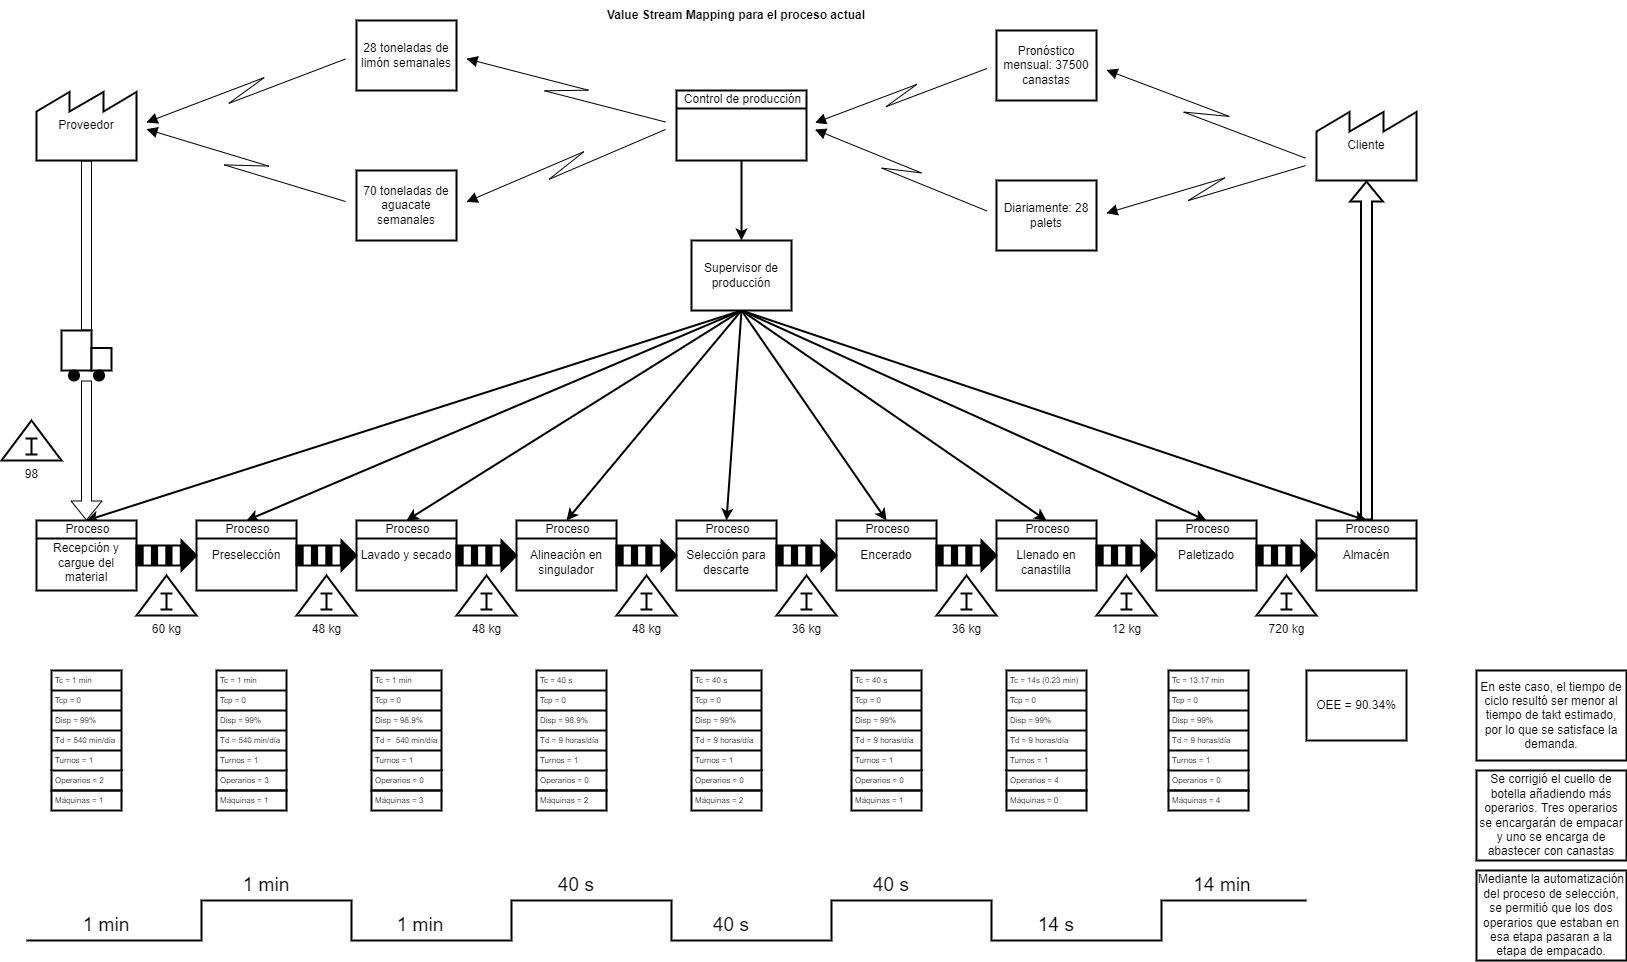 Value Stream Mapping para el proceso actual
28 toneladas de
limón semanales
Pronóstico
mensual: 37500
canastas
Control de producción
Proveedor
Cliente
70 toneladas de
aguacate
semanales
Diariamente: 28
palets
Supervisor de
producción
I
98
Proceso
Recepción y
cargue del
material
Proceso
Preselección
Proceso
Lavado y secado
Proceso
Alineación en
singulador
Proceso
Selección para
descarte
Proceso
Encerado
Proceso
Llenado en
canastilla
Proceso
Paletizado
Proceso
Almacén
I
60 kg
I
48 kg
I
48 kg
I
48 kg
I
36 kg
I
36 kg
I
12 kg
I
720 kg
Tc = 1 min
Tcp = 0
Disp = 99%
Td = 540 min/día
Turnos = 1
Operarios = 2
Máquinas = 1
Tc = 1 min
Tcp = 0
Disp = 99%
Td = 540 min/día
Turnos = 1
Operarios = 3
Máquinas = 1
Tc = 1 min
Tcp = 0
Disp = 98.9%
Td =  540 min/día
Turnos = 1
Operarios = 0
Máquinas = 3
Tc = 40 s
Tcp = 0
Disp = 98.9%
Td = 9 horas/día
Turnos = 1
Operarios = 0
Máquinas = 2
Tc = 40 s
Tcp = 0
Disp = 99%
Td = 9 horas/día
Turnos = 1
Operarios = 0
Máquinas = 2
Tc = 40 s
Tcp = 0
Disp = 99%
Td = 9 horas/día
Turnos = 1
Operarios = 0
Máquinas = 1
Tc = 14s (0.23 min)
Tcp = 0
Disp = 99%
Td = 9 horas/día
Turnos = 1
Operarios = 4
Máquinas = 0
Tc = 13.17 min
Tcp = 0
Disp = 99%
Td = 9 horas/día
Turnos = 1
Operarios = 0
Máquinas = 4
OEE = 90.34%
En este caso, el tiempo de
ciclo resultó ser menor al
tiempo de takt estimado,
por lo que se satisface la
demanda.
Se corrigió el cuello de
botella añadiendo más
operarios. Tres operarios
se encargarán de empacar
y uno se encarga de
abastecer con canastas
Mediante la automatización
del proceso de selección,
se permitió que los dos
operarios que estaban en
esa etapa pasaran a la
etapa de empacado.
1 min
1 min
1 min
40 s
40 s
40 s
14 s
14 min